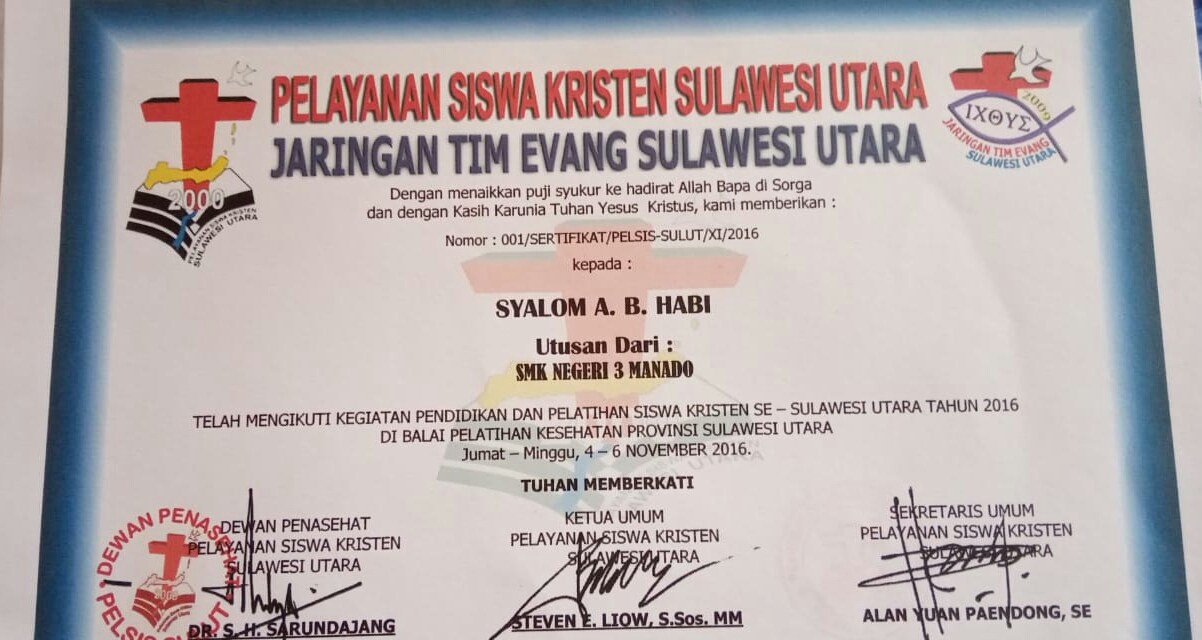 PELAYANAN SISWA KRISTEN SULAWESI UTARA
JARINGAN TIM EVANG SULAWESI UTARA
2000
PELAYANAN SISWA KRISTEN
SULAWESI UTARA
2009
ΙΧΘΥΣ
JARINGAN TIM EVANG
SULAWESI UTARA
Dengan menaikkan puji syukur ke hadirat Allah Bapa di Sorga
dan dengan Kasih Karunia Tuhan Yesus Kristus, kami memberikan :
Nomor : 001/SERTIFIKAT/PELSIS-SULUT/XI/2016
kepada :
SYALOM A. B. HABI
Utusan Dari :
SMK NEGERI 3 MANADO
TELAH MENGIKUTI KEGIATAN PENDIDIKAN DAN PELATIHAN SISWA KRISTEN SE – SULAWESI UTARA TAHUN 2016
DI BALAI PELATIHAN KESEHATAN PROVINSI SULAWESI UTARA
Jumat – Minggu, 4 – 6 NOVEMBER 2016.
TUHAN MEMBERKATI
DEWAN PENASEHAT
PELAYANAN SISWA KRISTEN
SULAWESI UTARA
DR. S. H. SARUNDAJANG
DEWAN PENASEHAT
PELSIS SULUT
2000
KETUA UMUM
PELAYANAN SISWA KRISTEN
SULAWESI UTARA
STEVEN E. LIOW, S.Sos. MM
SEKRETARIS UMUM
PELAYANAN SISWA KRISTEN
SULAWESI UTARA
ALAN YUAN PAENDONG, SE